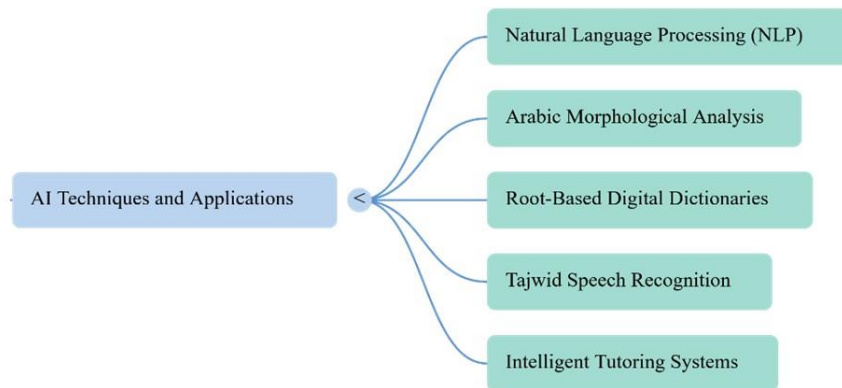 Natural Language Processing (NLP)
Arabic Morphological Analysis
AI Techniques and Applications
<
Root-Based Digital Dictionaries
Tajwid Speech Recognition
Intelligent Tutoring Systems